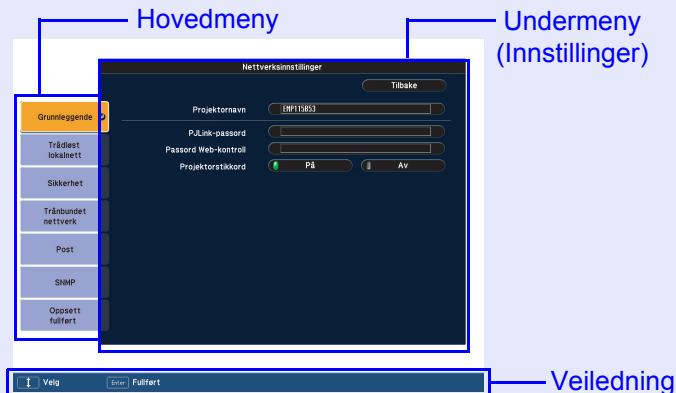 Hovedmeny
Undermeny
(Innstillinger)
Nettverksinnstillinger
Tilbake
Grunnleggende
Trådløst
lokalnett
Sikkerhet
Trånbundet
nettverk
Post
SNMP
Oppsett
fullført
Projektornavn
EMP115B53
PJLink-passord
Passord Web-kontroll
Projektorstikkord
På
Av
Velg
Enter
Fullført
Veiledning